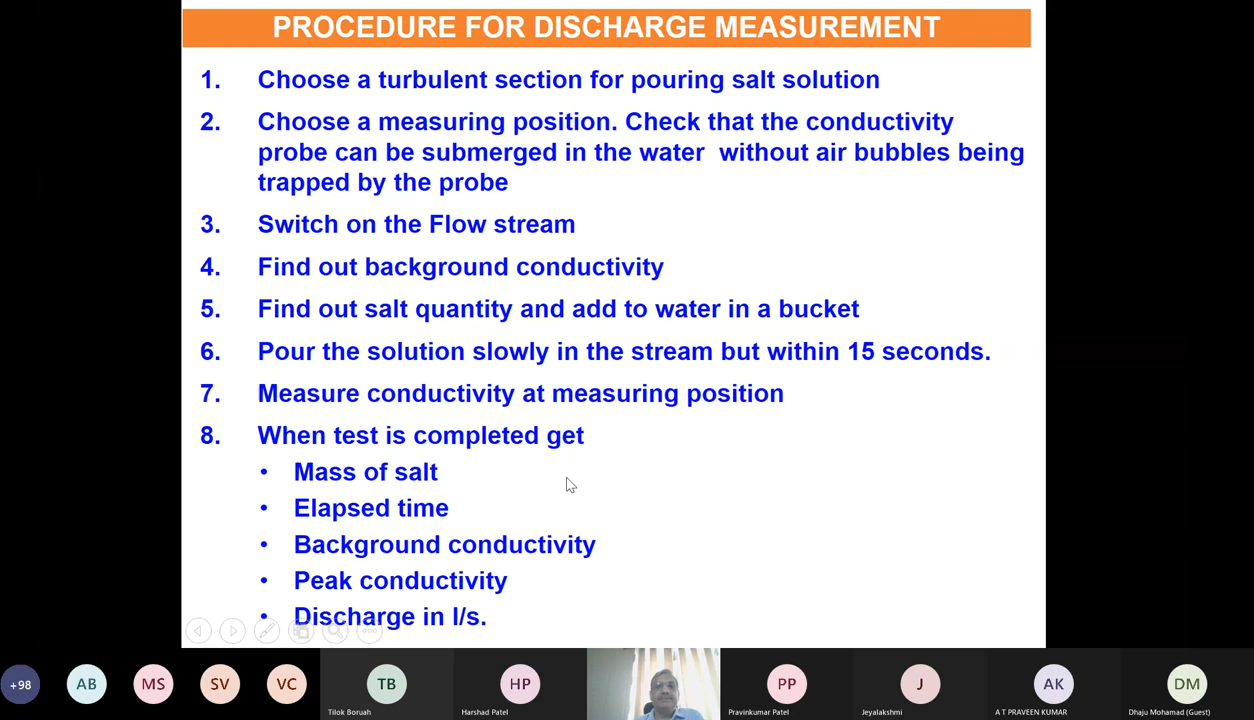 PROCEDURE FOR DISCHARGE MEASUREMENT
1. Choose a turbulent section for pouring salt solution
2. Choose a measuring position. Check that the conductivity
probe can be submerged in the water without air bubbles being
trapped by the probe
3. Switch on the Flow stream
4. Find out background conductivity
5. Find out salt quantity and add to water in a bucket
6. Pour the solution slowly in the stream but within 15 seconds.
7. Measure conductivity at measuring position
8. When test is completed get
• Mass of salt
• Elapsed time
• Background conductivity
• Peak conductivity
• Discharge in l/s.
+98 AB MS SV VC TB HP PP J AK DM
Tilok Boruah Harshad Patel Pravinkumar Patel Jeyalakshmi A T PRAVEEN KUMAR Dhaju Mohamad (Guest)